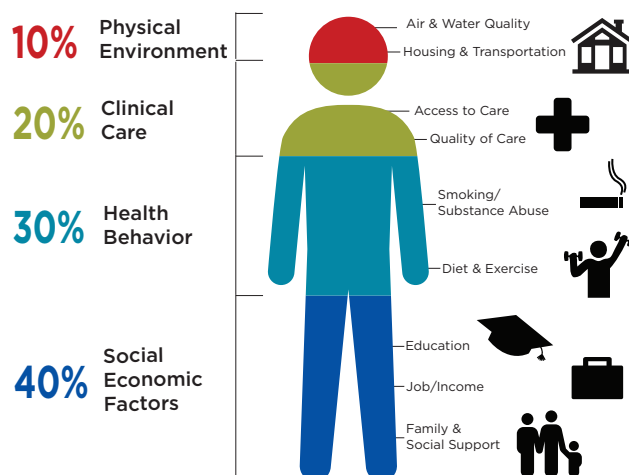 10%
Physical
Environment
Air & Water Quality
Housing & Transportation
20%
Clinical
Care
Access to Care
Quality of Care
30%
Health
Behavior
Smoking/
Substance Abuse
Diet & Exercise
40%
Social
Economic
Factors
Education
Job/Income
Family &
Social Support